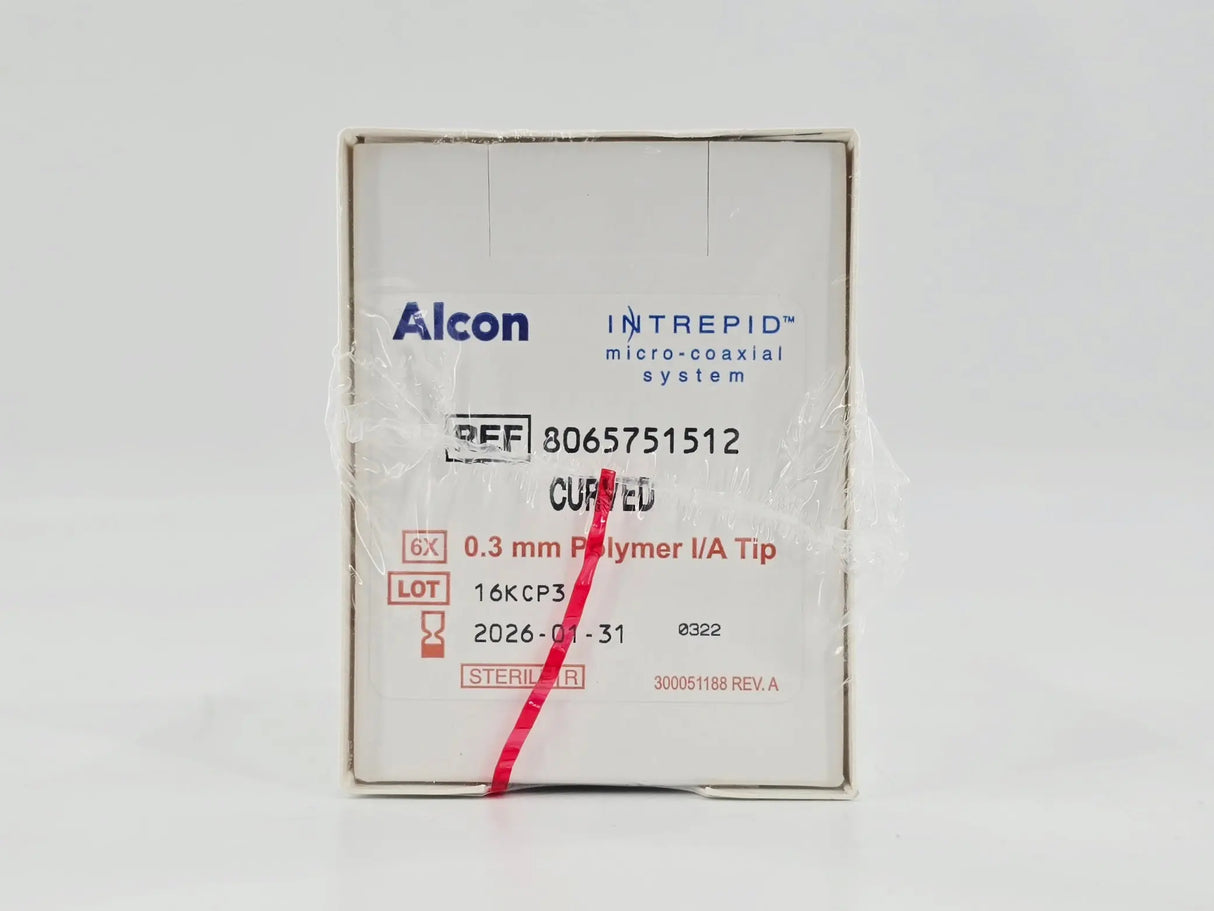 Alcon
INTREPID™
micro-coaxial
system
REF 8065751512
CURVED
6X 0.3 mm Polymer I/A Tip
LOT 16KCP3
2026-01-31 0322
STERILE R 300051188 REV. A